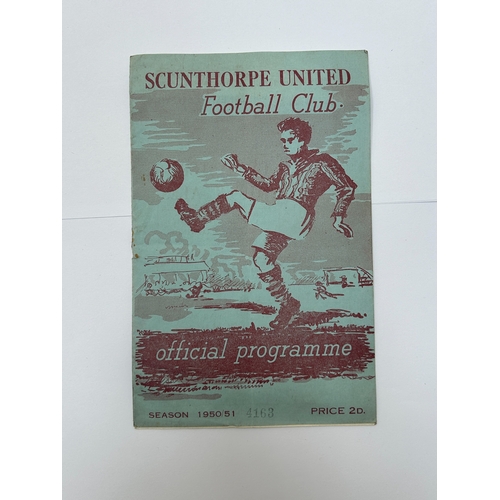 SCUNTHORPE UNITED
Football Club.
official programme
SEASON 1950/51 4163 PRICE 2D.